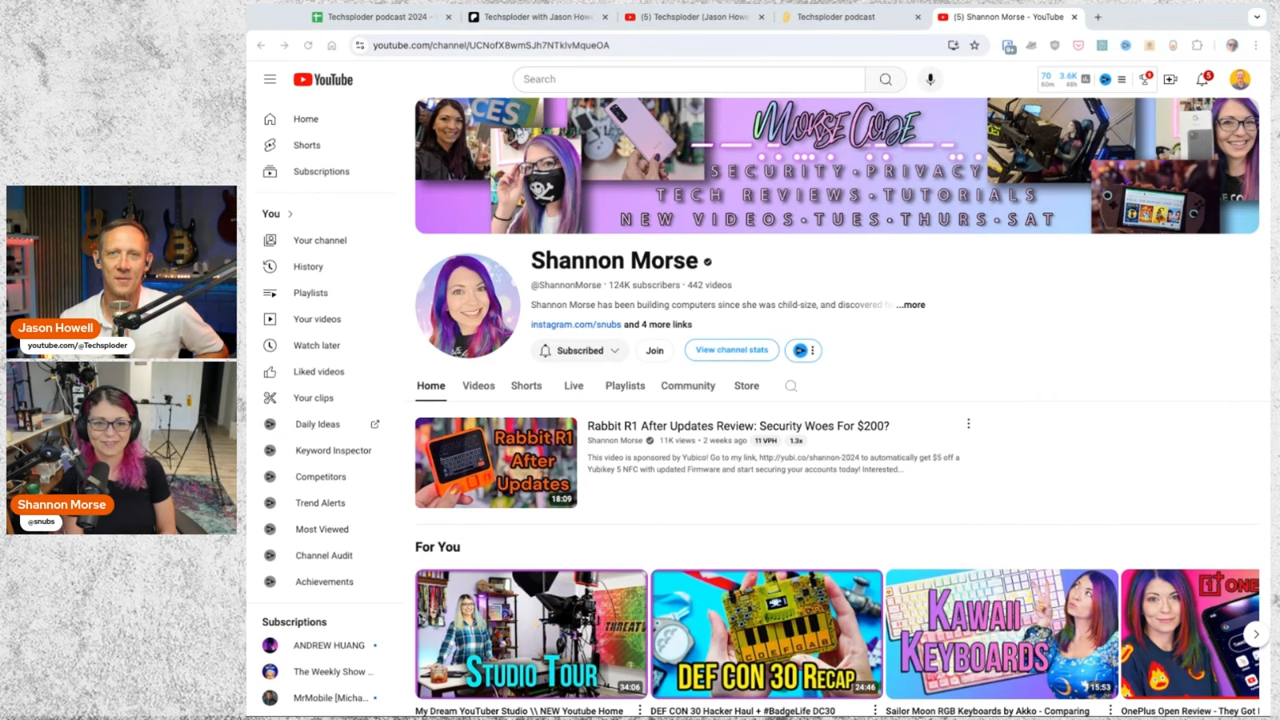 Techsploder podcast 2024 -
Techsploder with Jason Howe
(5) Techsploder (Jason Howe
Techsploder podcast
(5) Shannon Morse - YouTube
youtube.com/channel/UCNofX8wmSJh7NTklvMqueOA
YouTube
Search
70
60m
3.6K
48h
5
Home
Shorts
Subscriptions
You
Your channel
History
Playlists
Your videos
Watch later
Liked videos
Your clips
Daily Ideas
Keyword Inspector
Competitors
Trend Alerts
Most Viewed
Channel Audit
Achievements
Subscriptions
ANDREW HUANG
The Weekly Show ...
MrMobile [Micha...
Jason Howell
youtube.com/@Techsploder
Shannon Morse
@snubs
CES
MORSE CODE
SECURITY·PRIVACY
TECH REVIEWS·TUTORIALS
NEW VIDEOS·TUES·THURS·SAT
Shannon Morse
@ShannonMorse · 124K subscribers · 442 videos
Shannon Morse has been building computers since she was child-size, and discovered ...more
instagram.com/snubs and 4 more links
Subscribed
Join
View channel stats
Home
Videos
Shorts
Live
Playlists
Community
Store
Rabbit R1
After
Updates
18:09
Rabbit R1 After Updates Review: Security Woes For $200?
Shannon Morse 11K views · 2 weeks ago 11 VPH 1.3x
This video is sponsored by Yubico! Go to my link, http://yubi.co/shannon-2024 to automatically get $5 off a
Yubikey 5 NFC with updated Firmware and start securing your accounts today! Interested...
For You
THREAT
STUDIO TOUR
34:06
DEF CON 30 RECAP
24:46
KAWAII
KEYBOARDS
15:53
ONE
My Dream YouTuber Studio \\ NEW Youtube Home
DEF CON 30 Hacker Haul + #BadgeLife DC30
Sailor Moon RGB Keyboards by Akko - Comparing
OnePlus Open Review - They Got